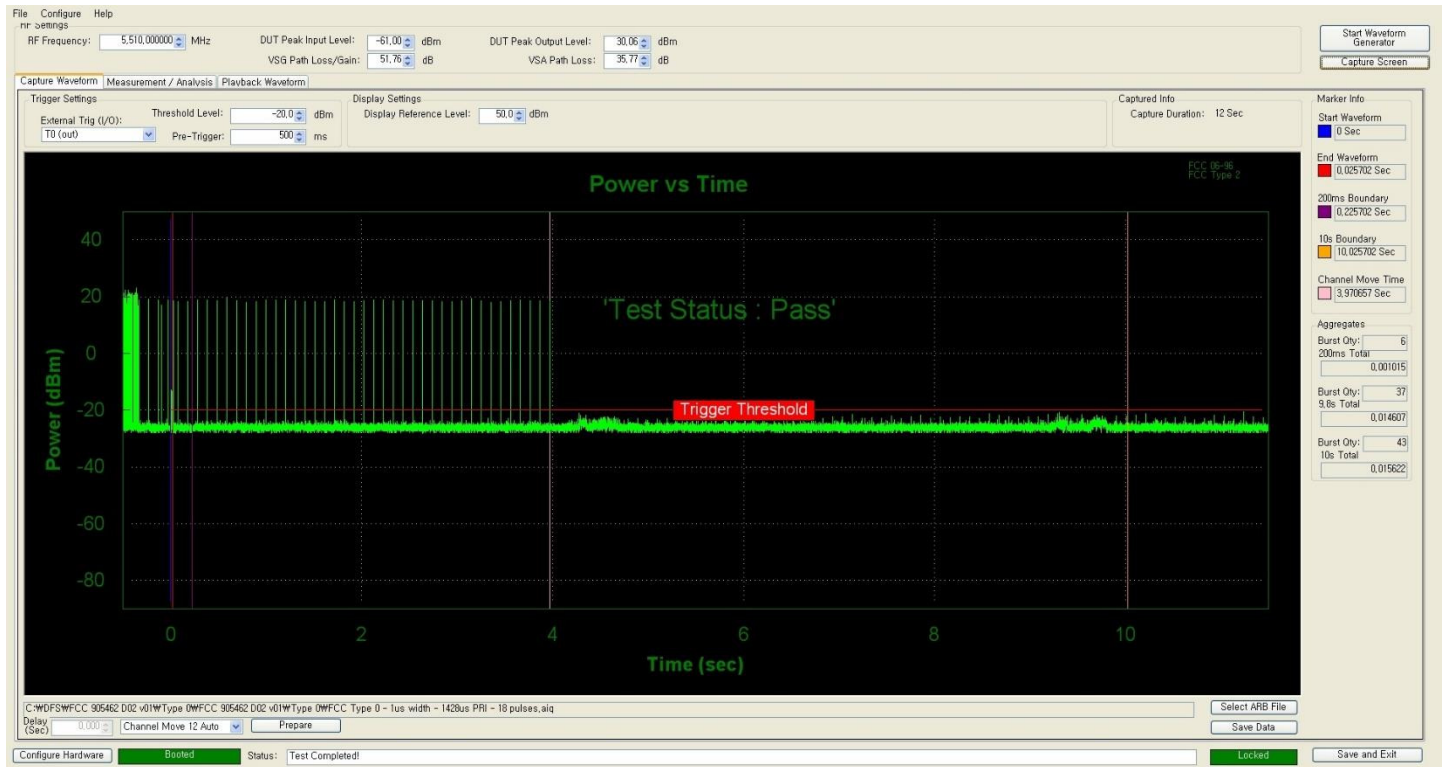 File Configure Help
RF Settings
RF Frequency: 5,510,000000 MHz DUT Peak Input Level: -61,00 dBm DUT Peak Output Level: 30,06 dBm
VSG Path Loss/Gain: 51,76 dB VSA Path Loss: 35,77 dB
Start Waveform
Generator
Capture Screen
Capture Waveform Measurement / Analysis Playback Waveform
Trigger Settings
External Trig (I/O):
T0 (out)
Threshold Level: -20,0 dBm
Pre-Trigger: 500 ms
Display Settings
Display Reference Level: 50,0 dBm
Captured Info
Capture Duration: 12 Sec
FCC 06-96
FCC Type 2
Power vs Time
'Test Status : Pass'
Trigger Threshold
Power (dBm)
40
20
0
-20
-40
-60
-80
0 2 4 6 8 10
Time (sec)
Marker Info
Start Waveform
0 Sec
End Waveform
0,025702 Sec
200ms Boundary
0,225702 Sec
10s Boundary
10,025702 Sec
Channel Move Time
3,970657 Sec
Aggregates
Burst Qty: 6
200ms Total
0,001015
Burst Qty: 37
9.8s Total
0,014607
Burst Qty: 43
10s Total
0,015622
C:₩DFS₩FCC 905462 D02 v01₩Type 0₩FCC 905462 D02 v01₩Type 0₩FCC Type 0 - 1us width - 1428us PRI - 18 pulses,aiq
Select ARB File
Delay
(Sec) 0,000 Channel Move 12 Auto Prepare
Save Data
Configure Hardware Booted Status: Test Completed! Locked Save and Exit